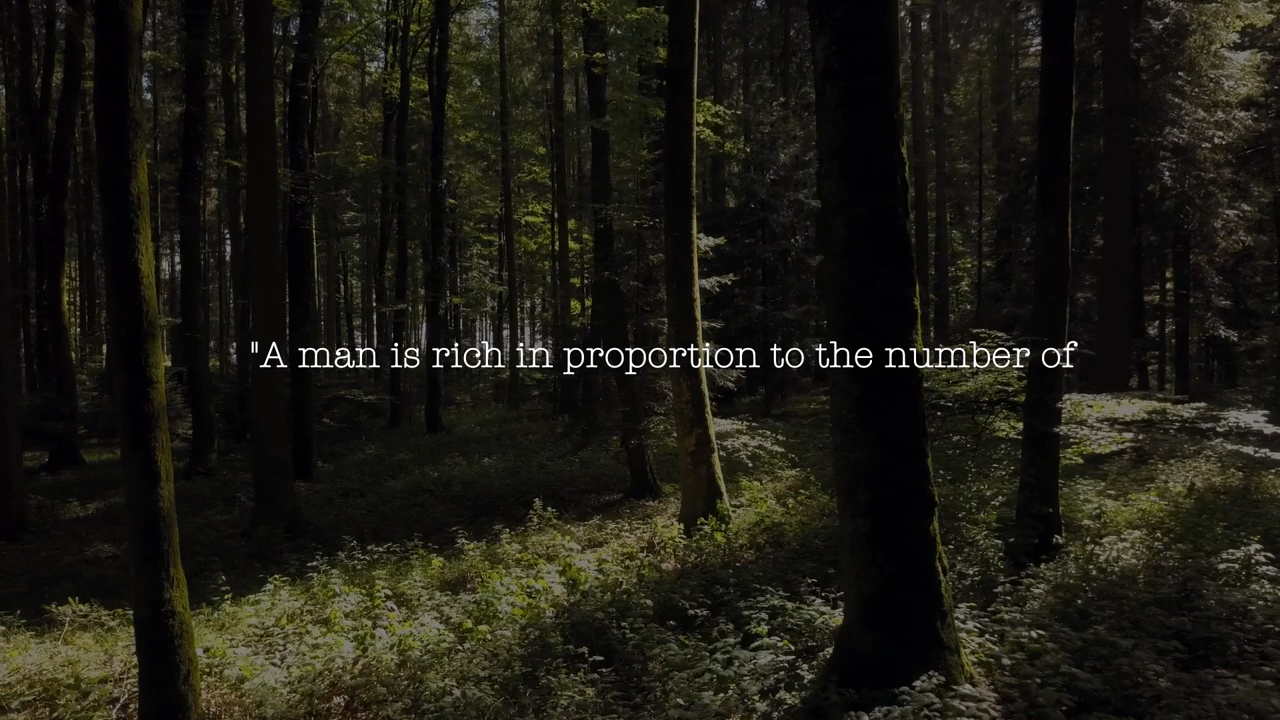 "A man is rich in proportion to the number of